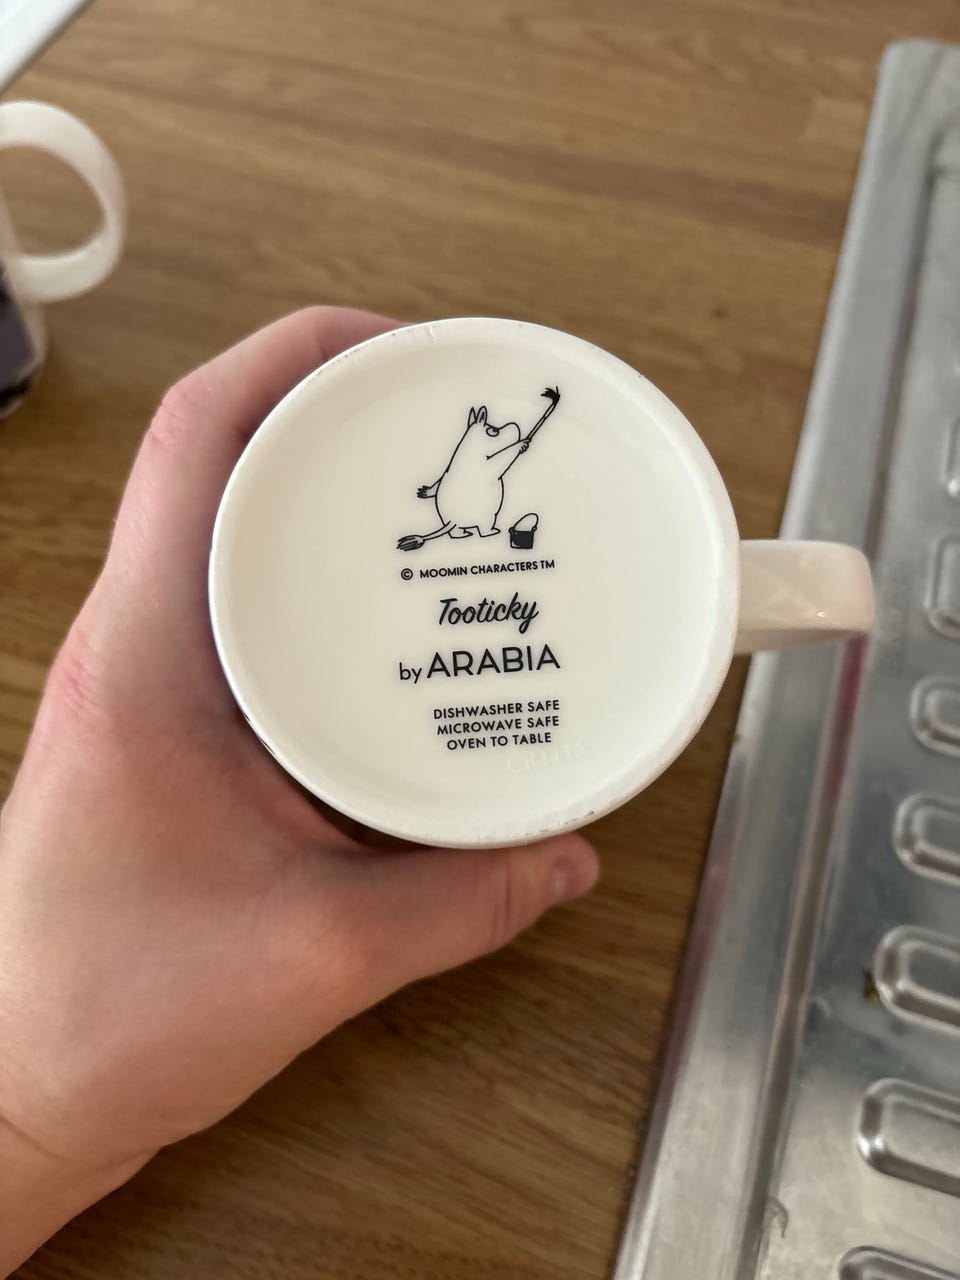 © MOOMIN CHARACTERS TM
Tooticky
by ARABIA
DISHWASHER SAFE
MICROWAVE SAFE
OVEN TO TABLE